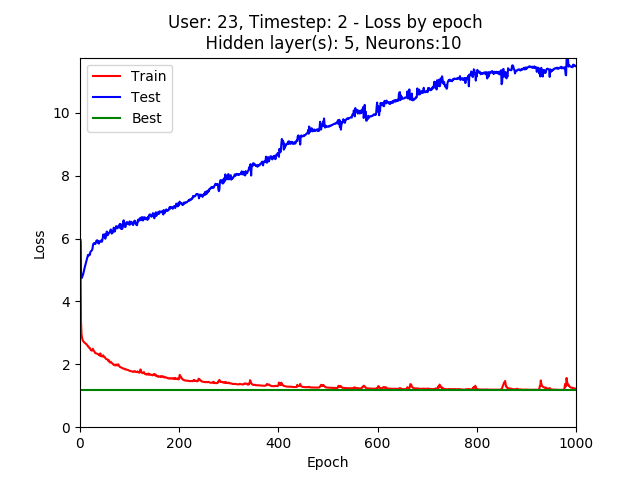 User: 23, Timestep: 2 - Loss by epoch
Hidden layer(s): 5, Neurons:10
Train
Test
Best
10
8
6
4
2
0
Loss
0 200 400 600 800 1000
Epoch